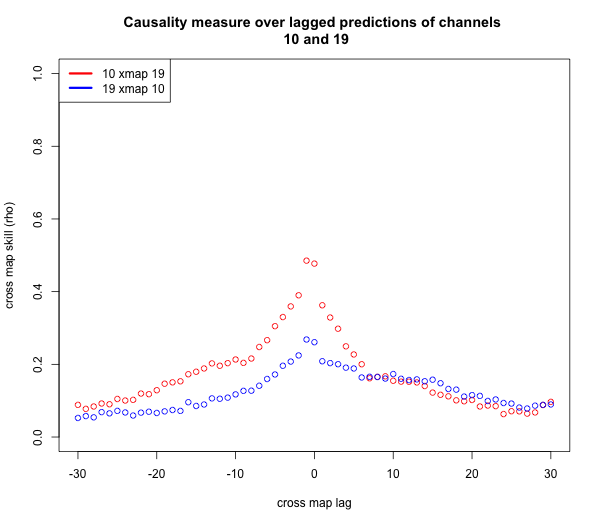 Causality measure over lagged predictions of channels
10 and 19
10 xmap 19
19 xmap 10
1.0
0.8
0.6
0.4
0.2
0.0
cross map skill (rho)
-30
-20
-10
0
10
20
30
cross map lag